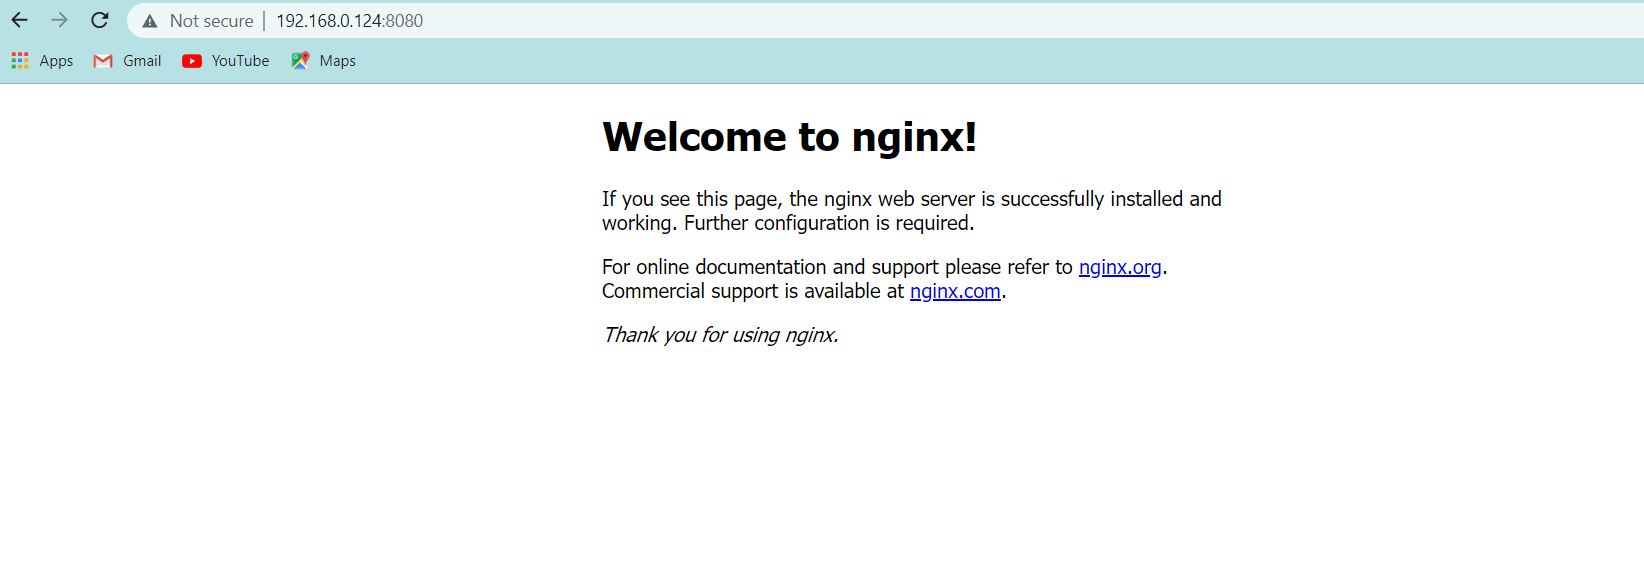 Not secure | 192.168.0.124:8080
Apps Gmail YouTube Maps
Welcome to nginx!
If you see this page, the nginx web server is successfully installed and
working. Further configuration is required.
For online documentation and support please refer to nginx.org.
Commercial support is available at nginx.com.
Thank you for using nginx.